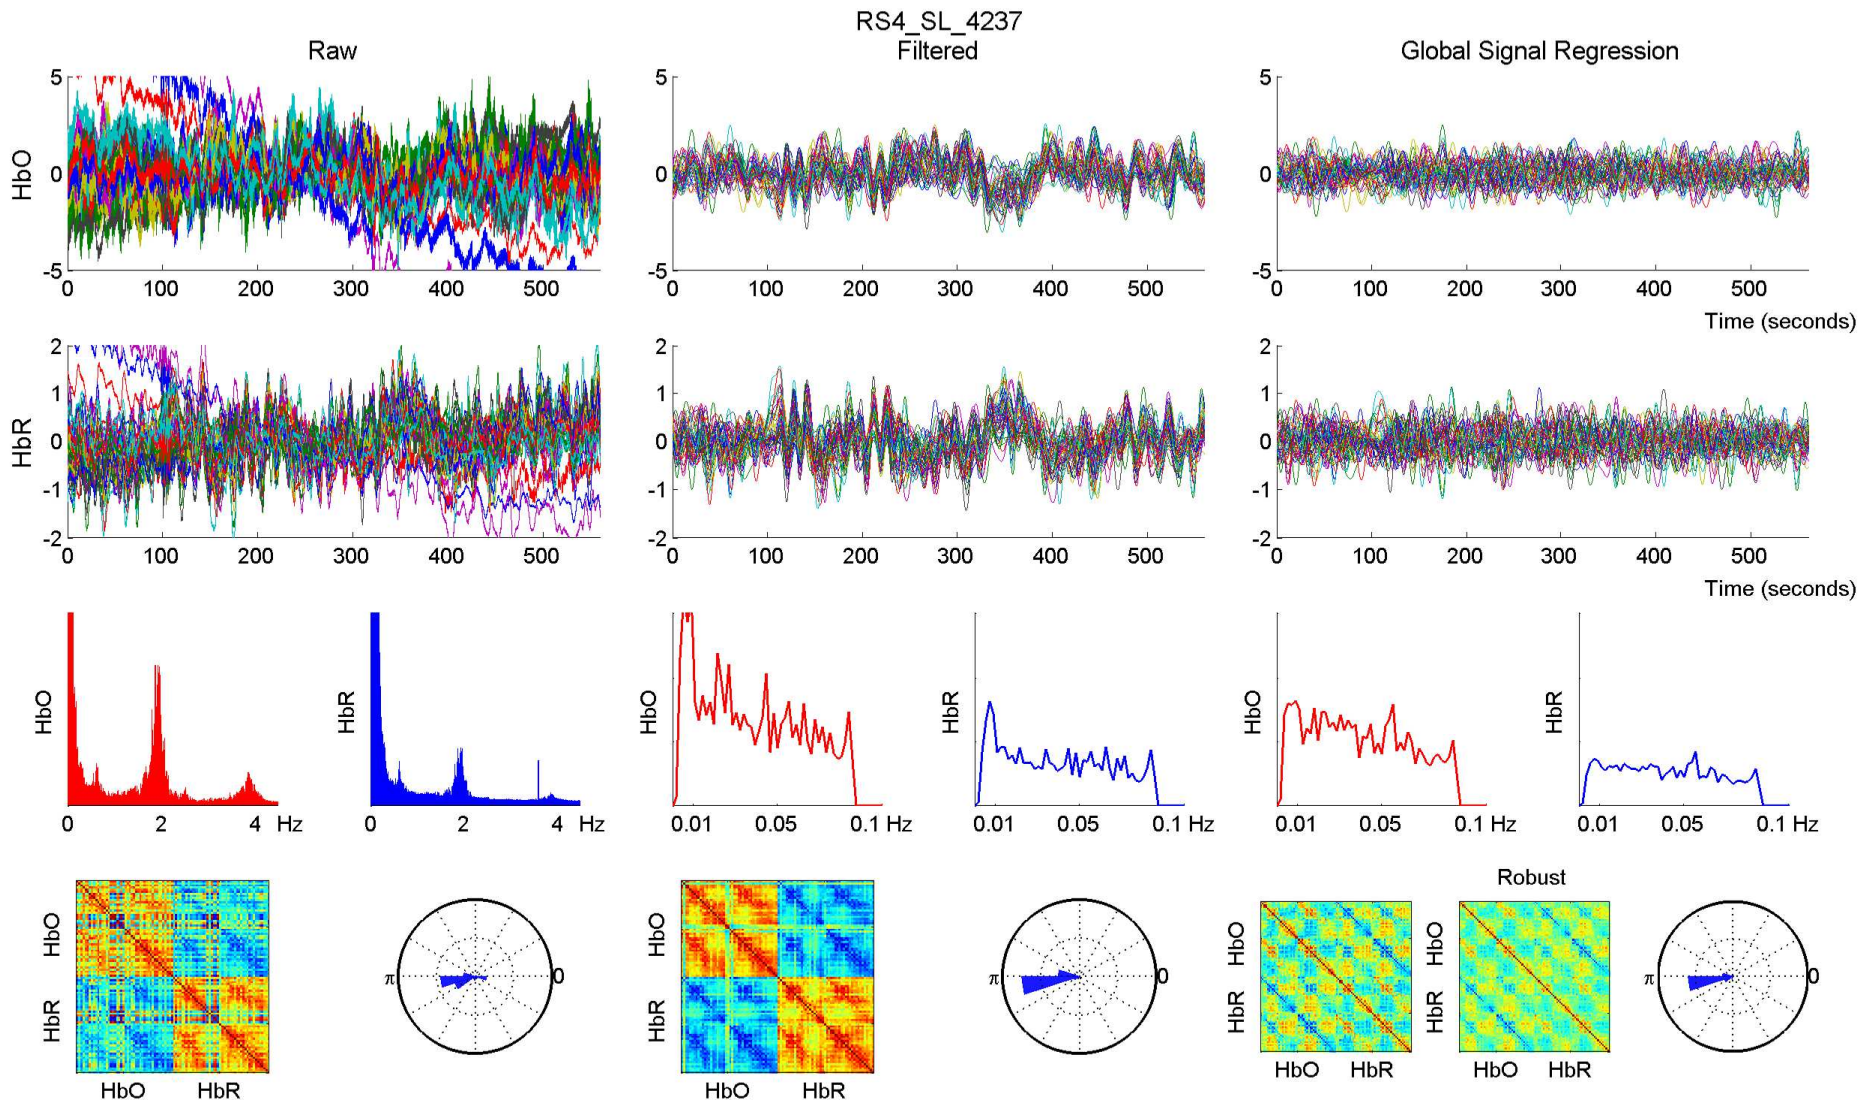 RS4_SL_4237
Raw
Filtered
Global Signal Regression
HbO
5
0
-5
0 100 200 300 400 500
5
0
-5
0 100 200 300 400 500
5
0
-5
0 100 200 300 400 500
Time (seconds)
HbR
2
1
0
-1
-2
0 100 200 300 400 500
2
1
0
-1
-2
0 100 200 300 400 500
2
1
0
-1
-2
0 100 200 300 400 500
Time (seconds)
HbO
0 2 4 Hz
HbR
0 2 4 Hz
HbO
0.01 0.05 0.1 Hz
HbR
0.01 0.05 0.1 Hz
HbO
0.01 0.05 0.1 Hz
HbR
0.01 0.05 0.1 Hz
HbO
HbR
HbO HbR
π 0
HbO
HbR
HbO HbR
π 0
HbO
HbR
HbO HbR
Robust
HbO
HbR
HbO HbR
π 0